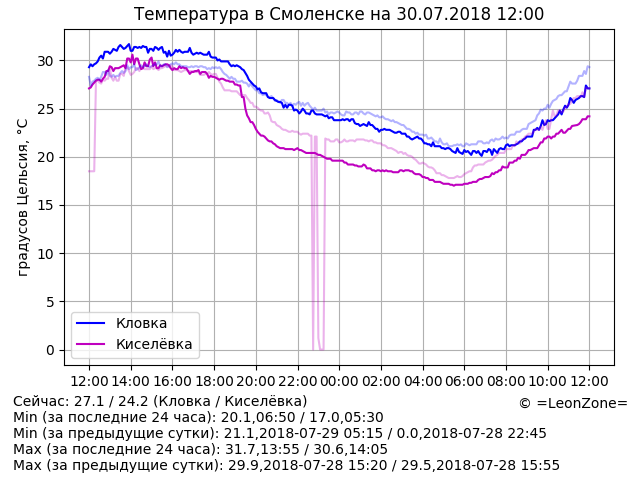 Температура в Смоленске на 30.07.2018 12:00
градусов Цельсия, °C
30
25
20
15
10
5
0
Кловка
Киселёвка
12:00 14:00 16:00 18:00 20:00 22:00 00:00 02:00 04:00 06:00 08:00 10:00 12:00
Сейчас: 27.1 / 24.2 (Кловка / Киселёвка)
© =LeonZone=
Min (за последние 24 часа): 20.1,06:50 / 17.0,05:30
Min (за предыдущие сутки): 21.1,2018-07-29 05:15 / 0.0,2018-07-28 22:45
Max (за последние 24 часа): 31.7,13:55 / 30.6,14:05
Max (за предыдущие сутки): 29.9,2018-07-28 15:20 / 29.5,2018-07-28 15:55